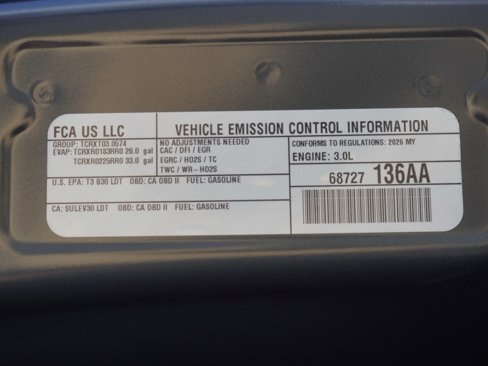 FCA US LLC
VEHICLE EMISSION CONTROL INFORMATION
GROUP: TCRXT03.0574
EVAP: TCRXR0183RR0 26.0 gal
TCRXR0225RR0 33.0 gal
NO ADJUSTMENTS NEEDED
CAC / DFI / EGR
EGRC / HO2S / TC
TWC / WR - HO2S
CONFORMS TO REGULATIONS: 2026 MY
ENGINE: 3.0L
U.S. EPA: T3 B30 LDT OBD: CA OBD II FUEL: GASOLINE
CA: SULEV30 LDT OBD: CA OBD II FUEL: GASOLINE
68727 136AA